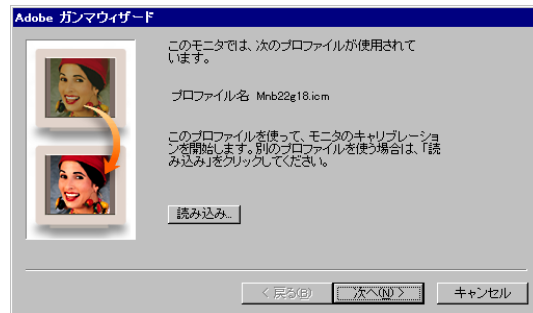 Adobe ガンマウィザード
このモニタでは、次のプロファイルが使用されて
います。
プロファイル名 Mnb22g18.icm
このプロファイルを使って、モニタのキャリブレーショ
ンを開始します。別のプロファイルを使う場合は、「読
み込み」をクリックしてください。
読み込み...
< 戻る(B)
次へ(N) >
キャンセル